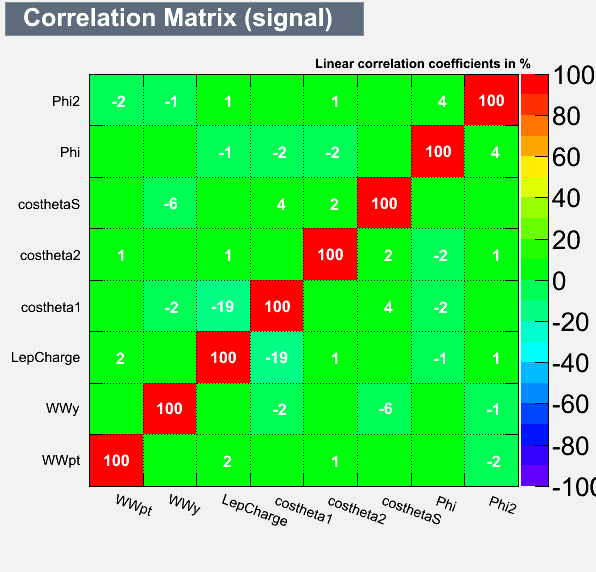 Correlation Matrix (signal)
Linear correlation coefficients in %
Phi2 -2 -1 1 1 4 100
Phi -1 -2 -2 100 4
costhetaS -6 4 2 100
costheta2 1 1 100 2 -2 1
costheta1 -2 -19 100 4 -2
LepCharge 2 100 -19 1 -1 1
WWy 100 -2 -6 -1
WWpt 100 2 1 -2
WWpt WWy LepCharge costheta1 costheta2 costhetaS Phi Phi2
100
80
60
40
20
0
-20
-40
-60
-80
-100